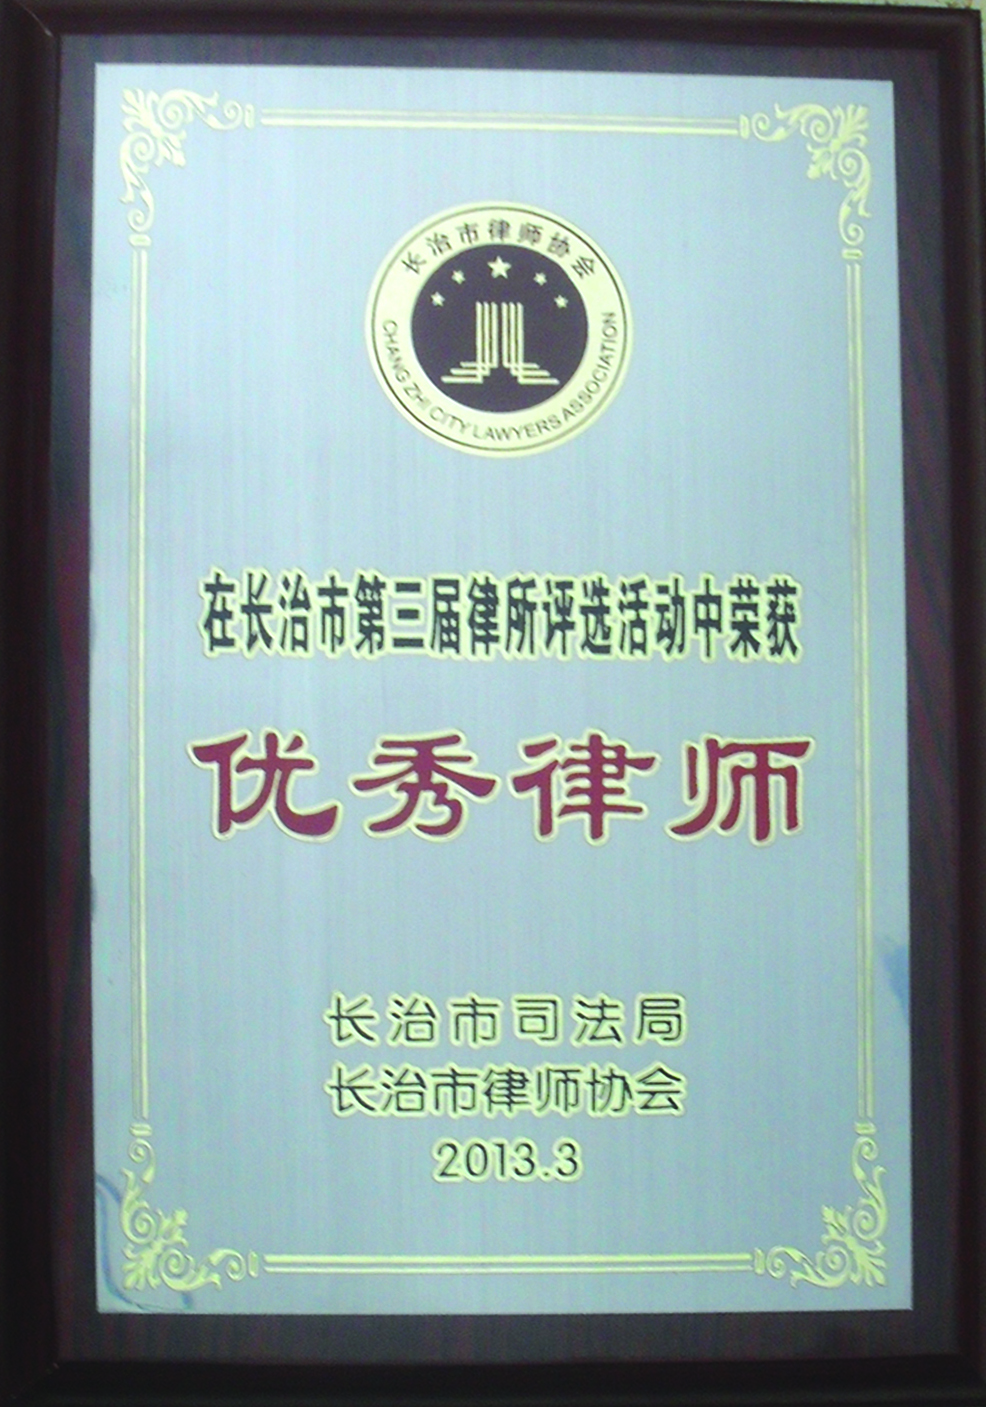 长治市律师协会
CHANG ZHI CITY LAWYERS ASSOCIATION
在长治市第三届律所评选活动中荣获
优秀律师
长治市司法局
长治市律师协会
2013.3